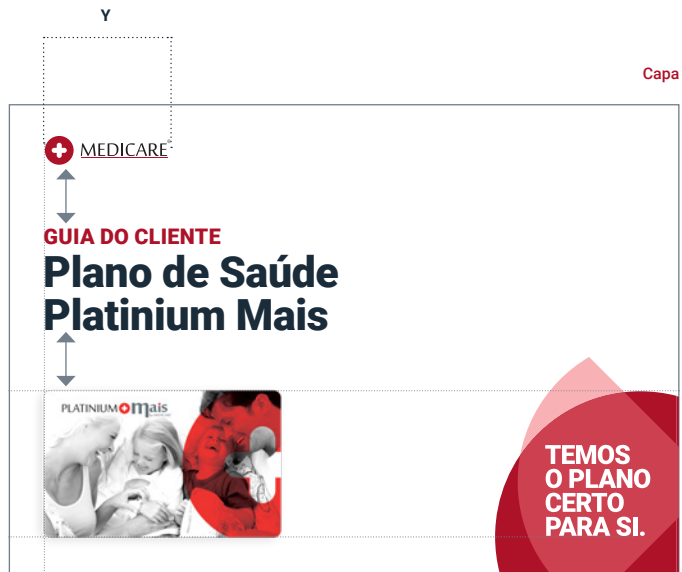 Y
Capa
MEDICARE®
GUIA DO CLIENTE
Plano de Saúde
Platinium Mais
PLATINIUM mais
TEMOS
O PLANO
CERTO
PARA SI.